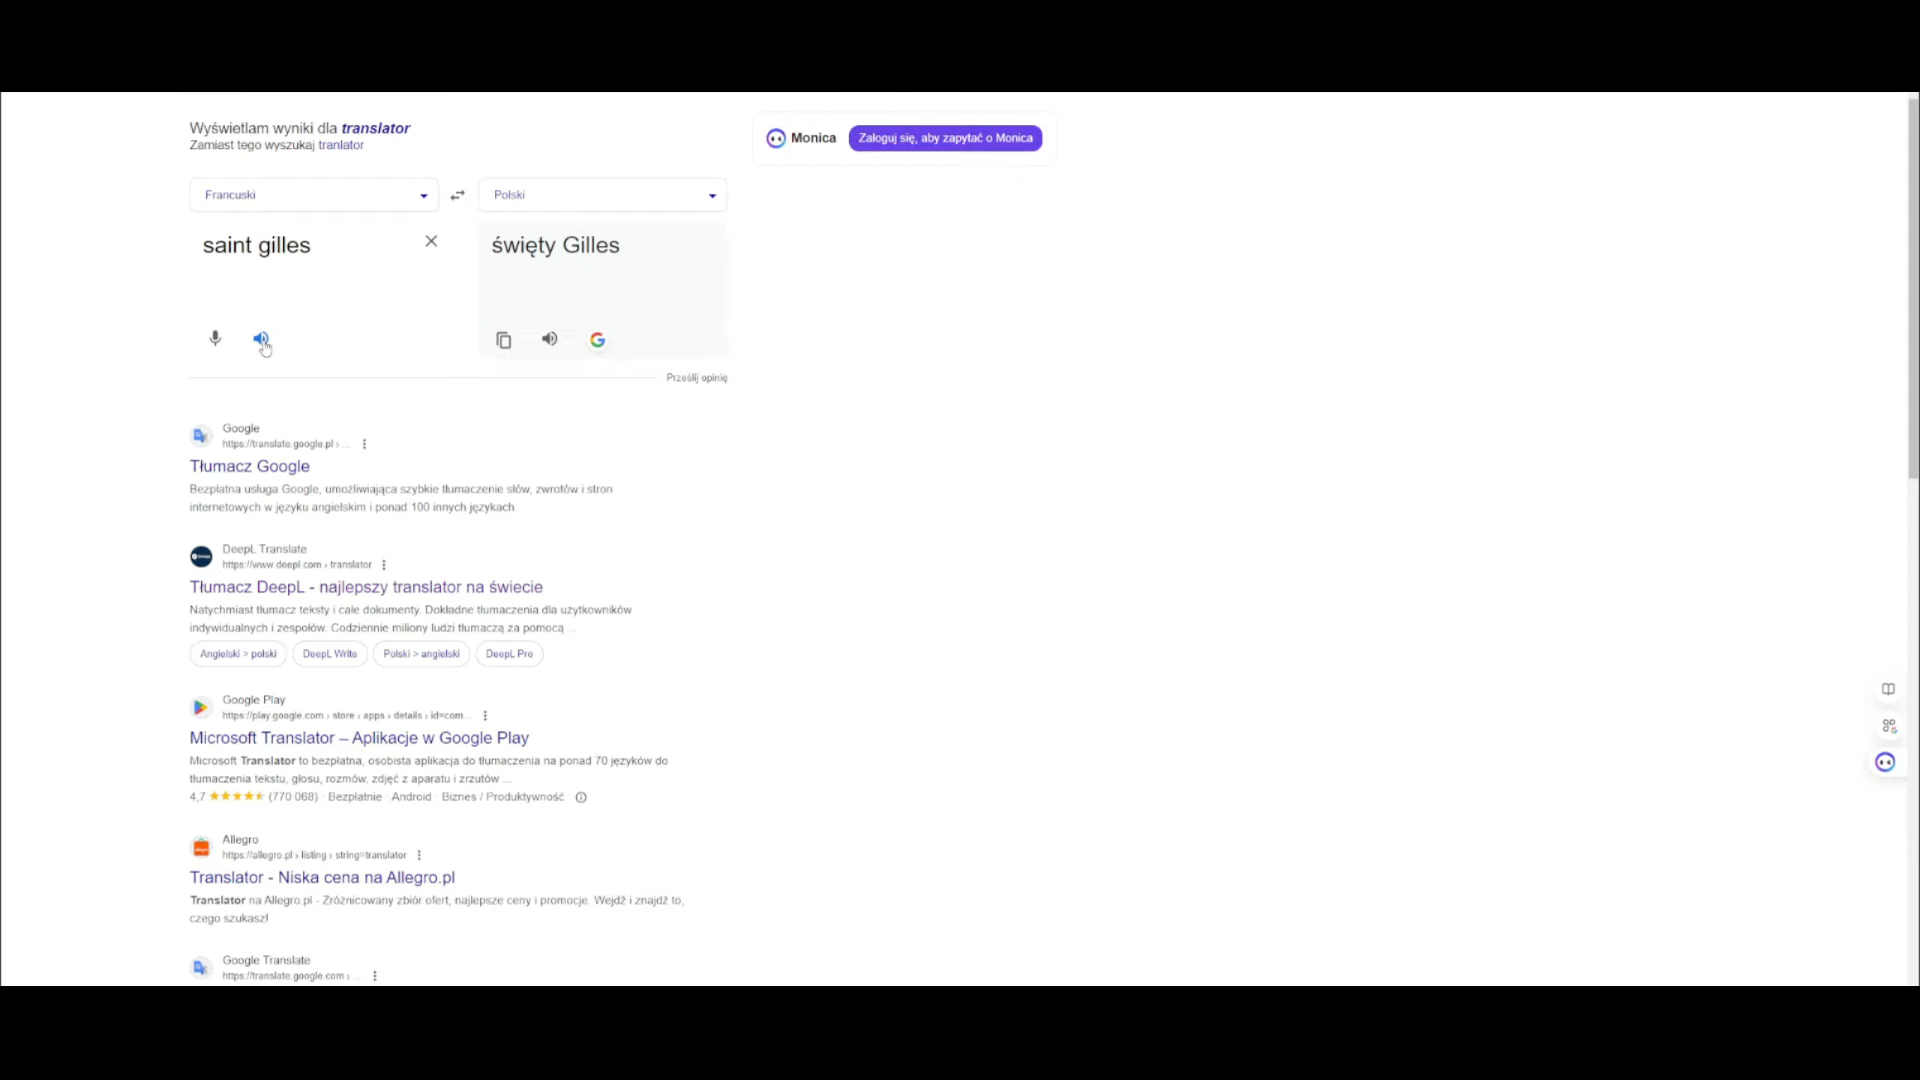 Wyświetlam wyniki dla translator
Zamiast tego wyszukaj tranlator
Monica
Zaloguj się, aby zapytać o Monica
Francuski
Polski
saint gilles
święty Gilles
Prześlij opinię
Google
https://translate.google.pl › ...
Tłumacz Google
Bezpłatna usługa Google, umożliwiająca szybkie tłumaczenie słów, zwrotów i stron
internetowych w języku angielskim i ponad 100 innych językach.
DeepL Translate
https://www.deepl.com › translator
Tłumacz DeepL - najlepszy translator na świecie
Natychmiast tłumacz teksty i całe dokumenty. Dokładne tłumaczenia dla użytkowników
indywidualnych i zespołów. Codziennie miliony ludzi tłumaczą za pomocą ...
Angielski > polski
DeepL Write
Polski > angielski
DeepL Pro
Google Play
https://play.google.com › store › apps › details › id=com...
Microsoft Translator – Aplikacje w Google Play
Microsoft Translator to bezpłatna, osobista aplikacja do tłumaczenia na ponad 70 języków do
tłumaczenia tekstu, głosu, rozmów, zdjęć z aparatu i zrzutów ...
4,7 ★★★★★ (770 068) · Bezpłatnie · Android · Biznes / Produktywność
Allegro
https://allegro.pl › listing › string=translator
Translator - Niska cena na Allegro.pl
Translator na Allegro.pl - Zróżnicowany zbiór ofert, najlepsze ceny i promocje. Wejdź i znajdź to,
czego szukasz!
Google Translate
https://translate.google.com › ...